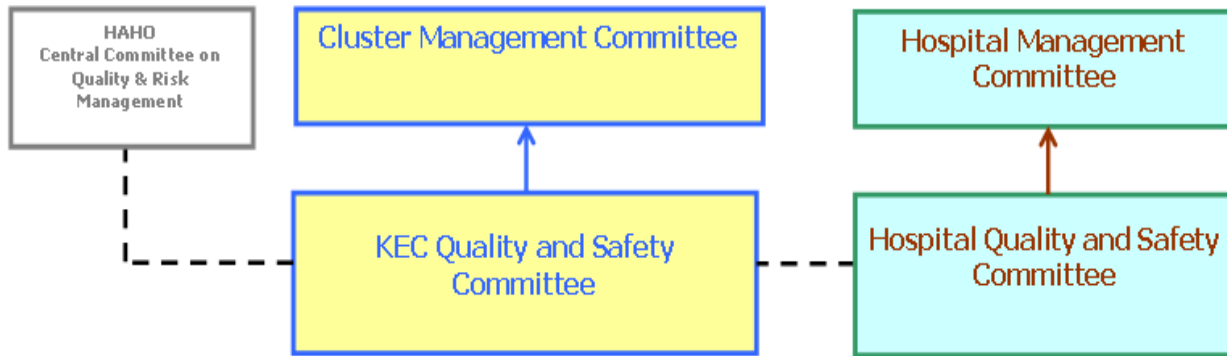 HAHO
Central Committee on
Quality & Risk
Management
Cluster Management Committee
Hospital Management
Committee
KEC Quality and Safety
Committee
Hospital Quality and Safety
Committee